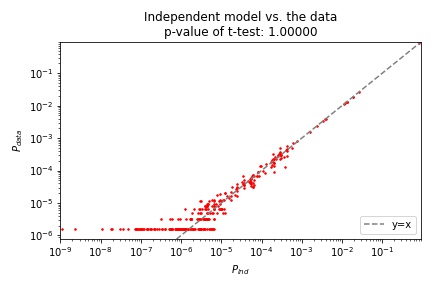 Independent model vs. the data
p-value of t-test: 1.00000
P_data
10^-1
10^-2
10^-3
10^-4
10^-5
10^-6
y=x
10^-9 10^-8 10^-7 10^-6 10^-5 10^-4 10^-3 10^-2 10^-1
P_ind